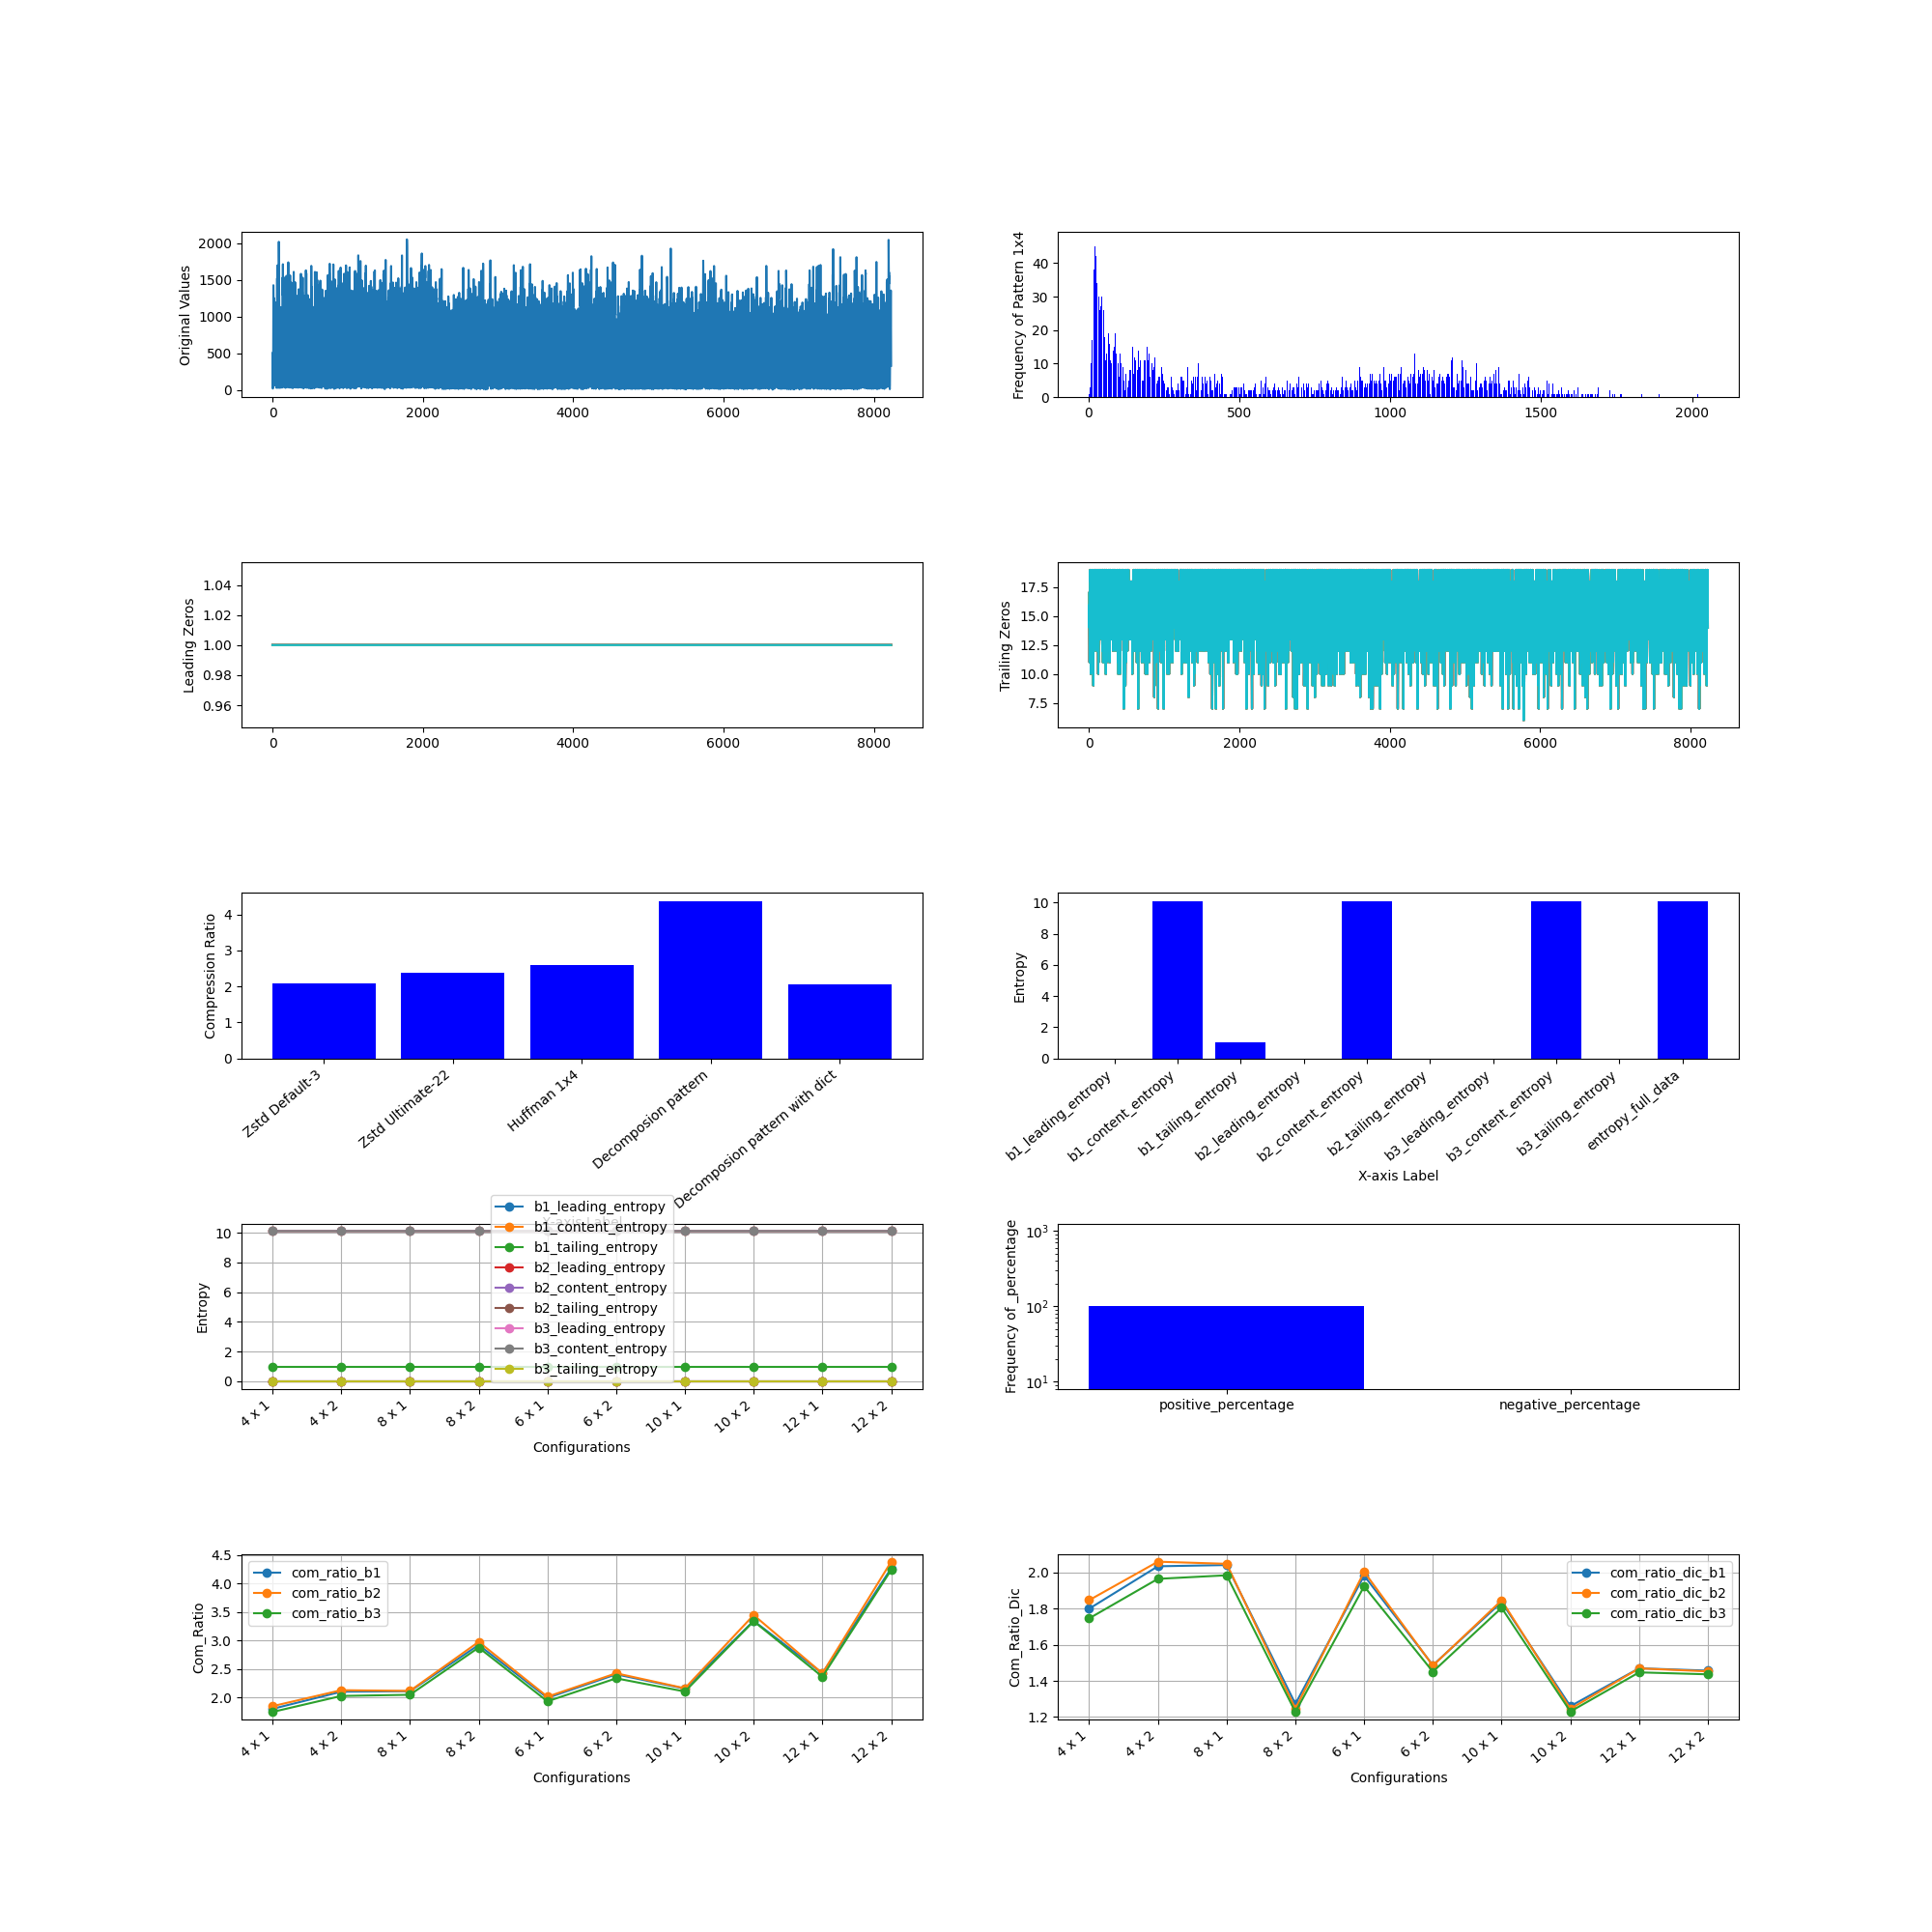 Original Values
2000
1500
1000
500
0
0 2000 4000 6000 8000
Frequency of Pattern 1x4
40
30
20
10
0
0 500 1000 1500 2000
Leading Zeros
1.04
1.02
1.00
0.98
0.96
0 2000 4000 6000 8000
Trailing Zeros
17.5
15.0
12.5
10.0
7.5
0 2000 4000 6000 8000
Compression Ratio
4
3
2
1
0
Zstd Default-3
Zstd Ultimate-22
Huffman 1x4
Decomposion pattern
Decomposion pattern with dict
X-axis Label
Entropy
10
8
6
4
2
0
b1_leading_entropy
b1_content_entropy
b1_tailing_entropy
b2_leading_entropy
b2_content_entropy
b2_tailing_entropy
b3_leading_entropy
b3_content_entropy
b3_tailing_entropy
entropy_full_data
X-axis Label
Entropy
10
8
6
4
2
0
b1_leading_entropy
b1_content_entropy
b1_tailing_entropy
b2_leading_entropy
b2_content_entropy
b2_tailing_entropy
b3_leading_entropy
b3_content_entropy
b3_tailing_entropy
4 x 1
4 x 2
8 x 1
8 x 2
6 x 1
6 x 2
10 x 1
10 x 2
12 x 1
12 x 2
Configurations
Frequency of _percentage
10³
10²
10¹
positive_percentage
negative_percentage
Com_Ratio
4.5
4.0
3.5
3.0
2.5
2.0
com_ratio_b1
com_ratio_b2
com_ratio_b3
4 x 1
4 x 2
8 x 1
8 x 2
6 x 1
6 x 2
10 x 1
10 x 2
12 x 1
12 x 2
Configurations
Com_Ratio_Dic
2.0
1.8
1.6
1.4
1.2
com_ratio_dic_b1
com_ratio_dic_b2
com_ratio_dic_b3
4 x 1
4 x 2
8 x 1
8 x 2
6 x 1
6 x 2
10 x 1
10 x 2
12 x 1
12 x 2
Configurations